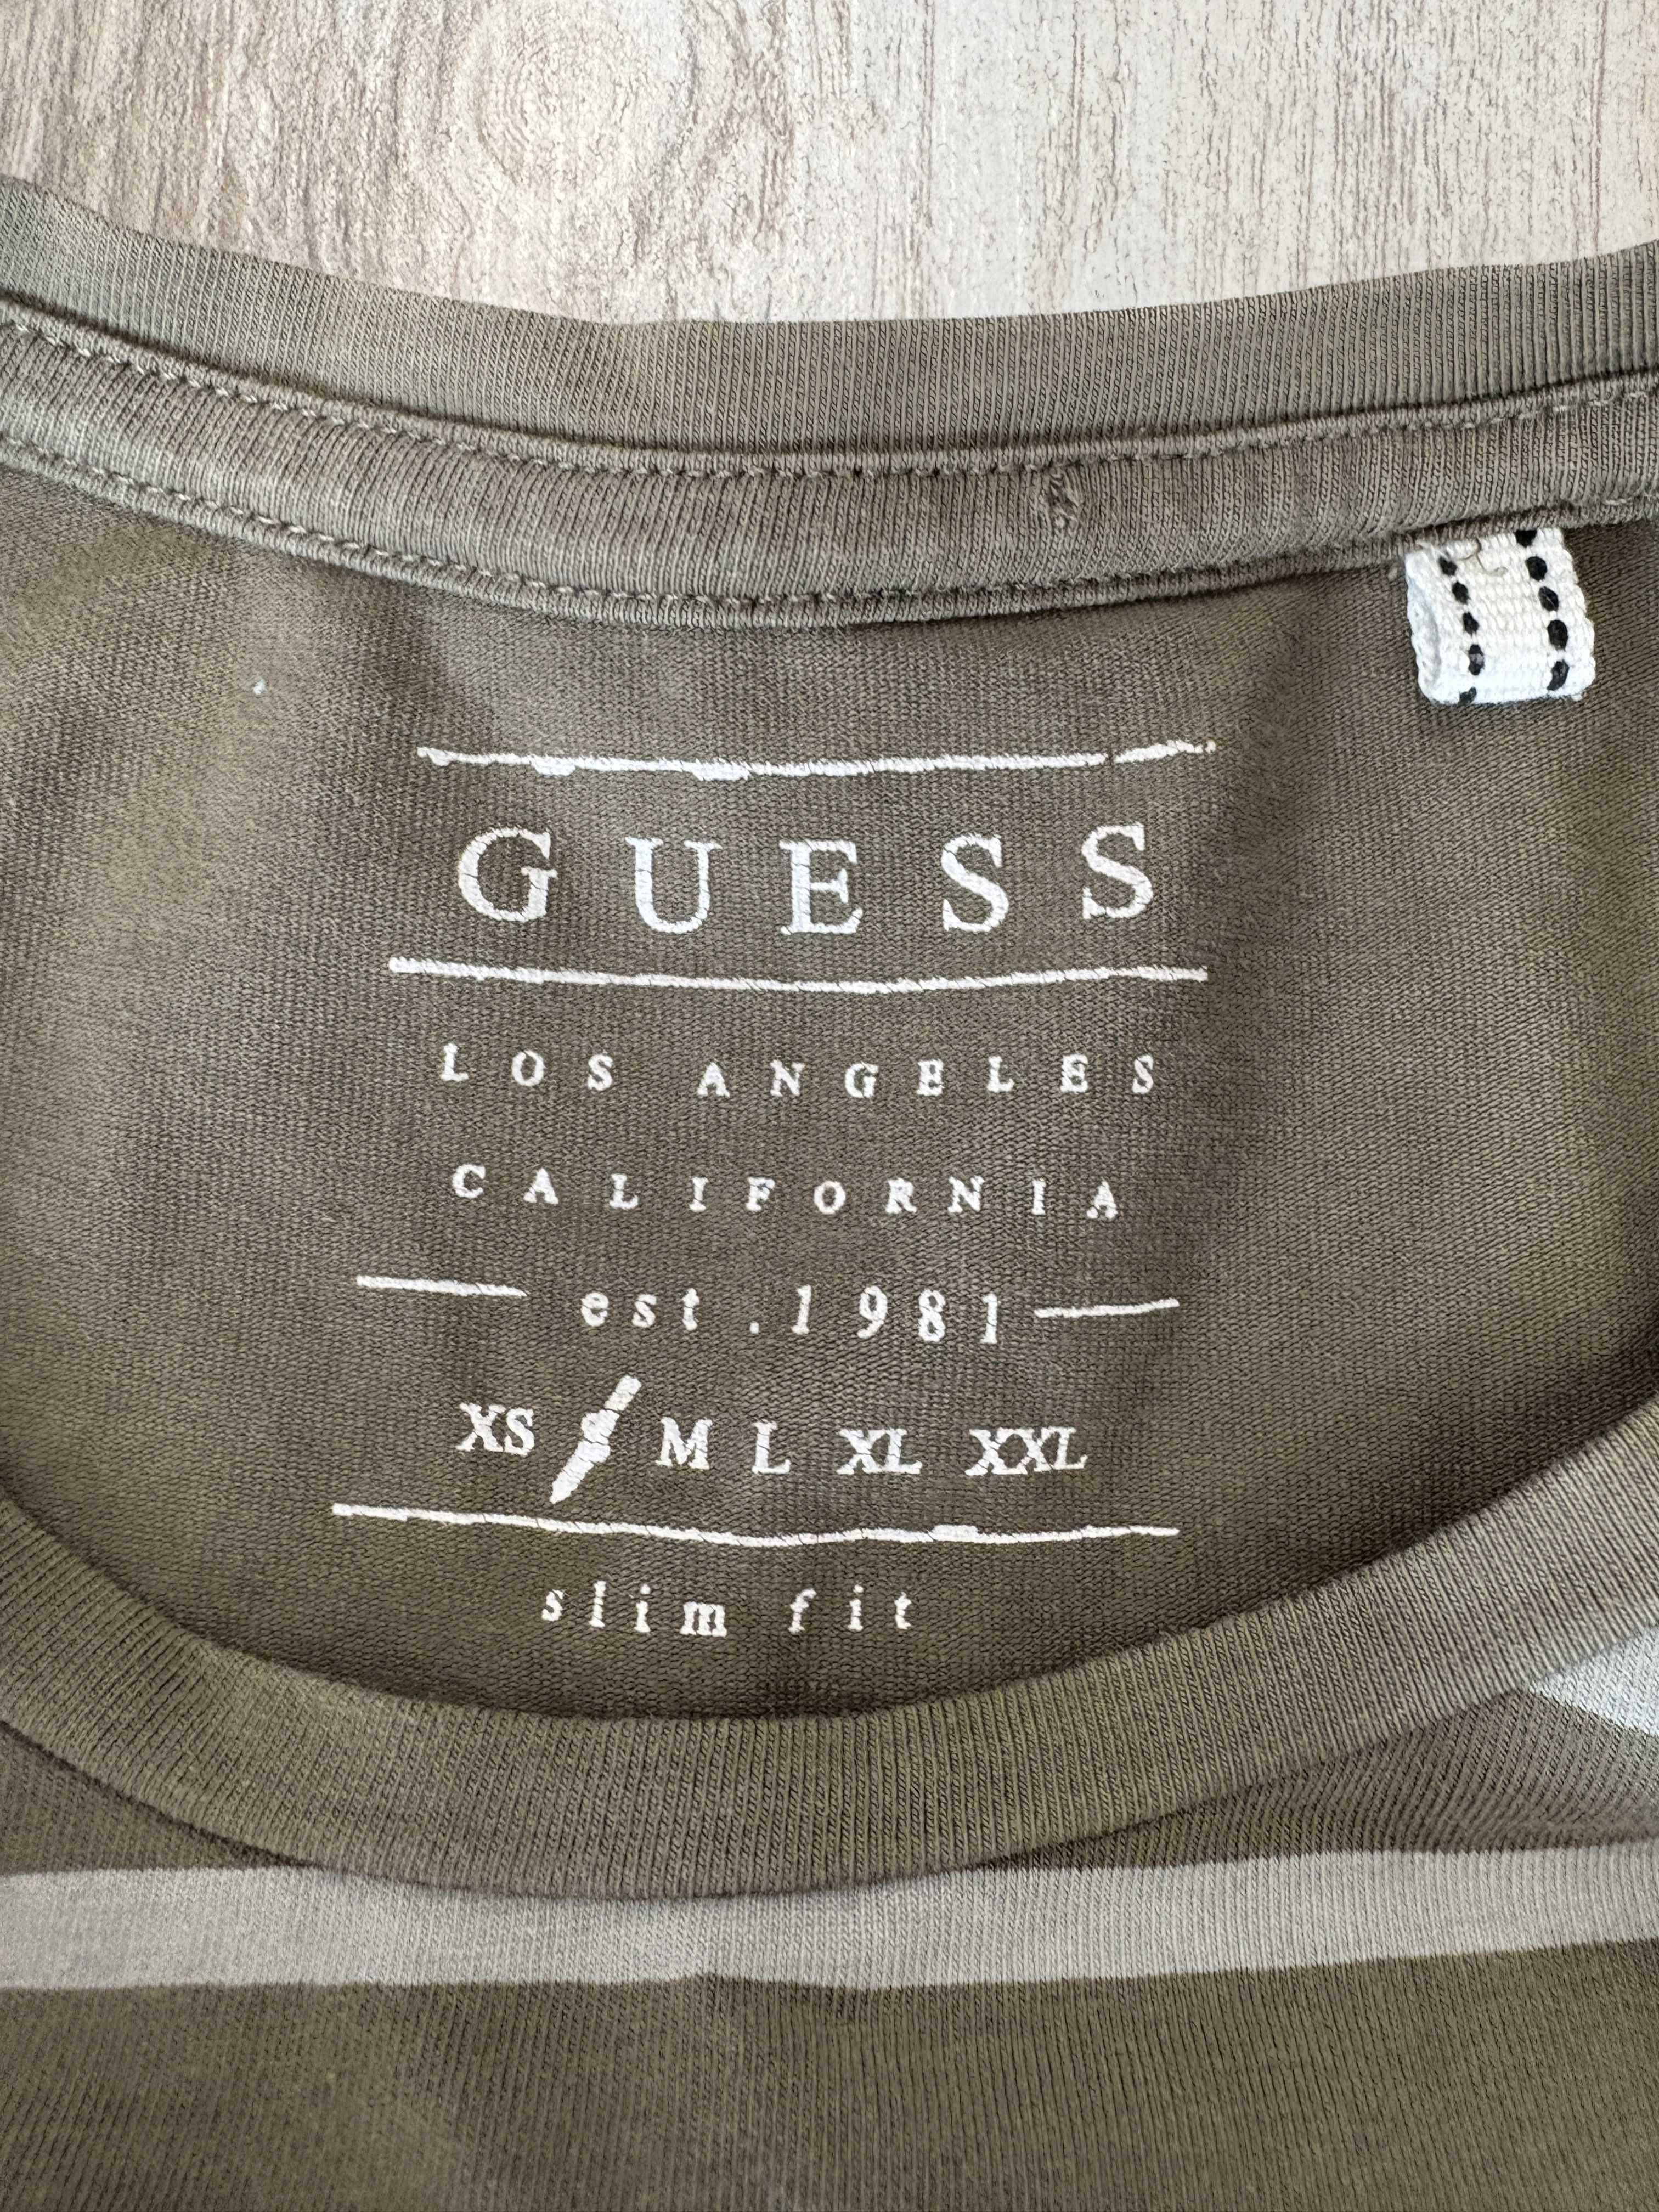 GUESS
LOS ANGELES
CALIFORNIA
est.1981
XS S M L XL XXL
slim fit